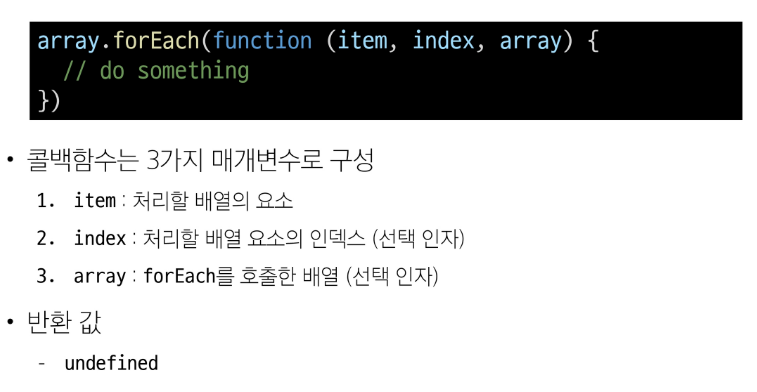 array.forEach(function (item, index, array) {
  // do something
})
• 콜백함수는 3가지 매개변수로 구성
1. item : 처리할 배열의 요소
2. index : 처리할 배열 요소의 인덱스 (선택 인자)
3. array : forEach를 호출한 배열 (선택 인자)
• 반환 값
- undefined